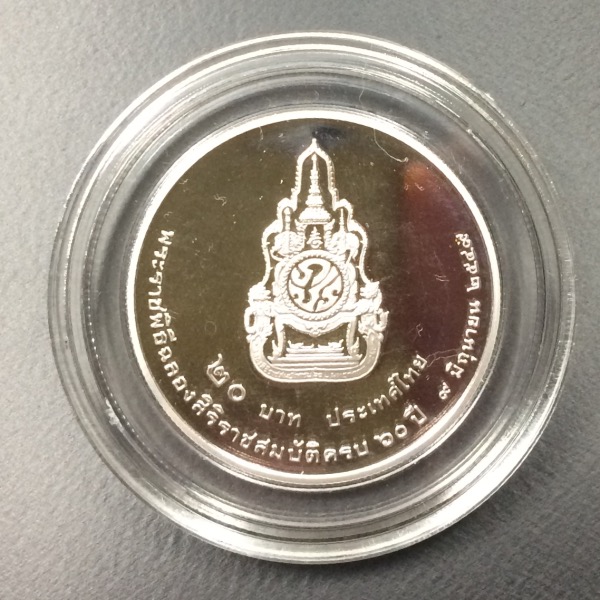 พระราชพิธีฉลองสิริราชสมบัติครบ ๖๐ ปี ๙ มิถุนายน ๒๕๔๙
๒๐ บาท ประเทศไทย